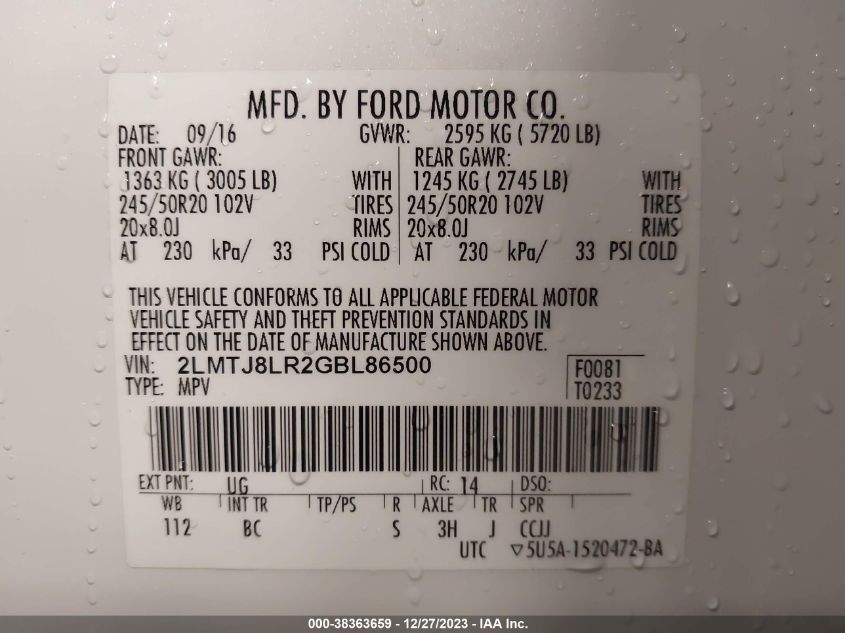 MFD. BY FORD MOTOR CO.
DATE: 09/16 GVWR: 2595 KG ( 5720 LB)
FRONT GAWR: REAR GAWR:
1363 KG ( 3005 LB) WITH 1245 KG ( 2745 LB) WITH
245/50R20 102V TIRES 245/50R20 102V TIRES
20x8.0J RIMS 20x8.0J RIMS
AT 230 kPa/ 33 PSI COLD AT 230 kPa/ 33 PSI COLD
THIS VEHICLE CONFORMS TO ALL APPLICABLE FEDERAL MOTOR
VEHICLE SAFETY AND THEFT PREVENTION STANDARDS IN
EFFECT ON THE DATE OF MANUFACTURE SHOWN ABOVE.
VIN: 2LMTJ8LR2GBL86500 F0081
TYPE: MPV T0233
EXT PNT: UG RC: 14 DSO:
WB INT TR TP/PS R AXLE TR SPR
112 BC S 3H J CCJJ
UTC ▽5U5A-1520472-BA
000-38363659 - 12/27/2023 - IAA Inc.